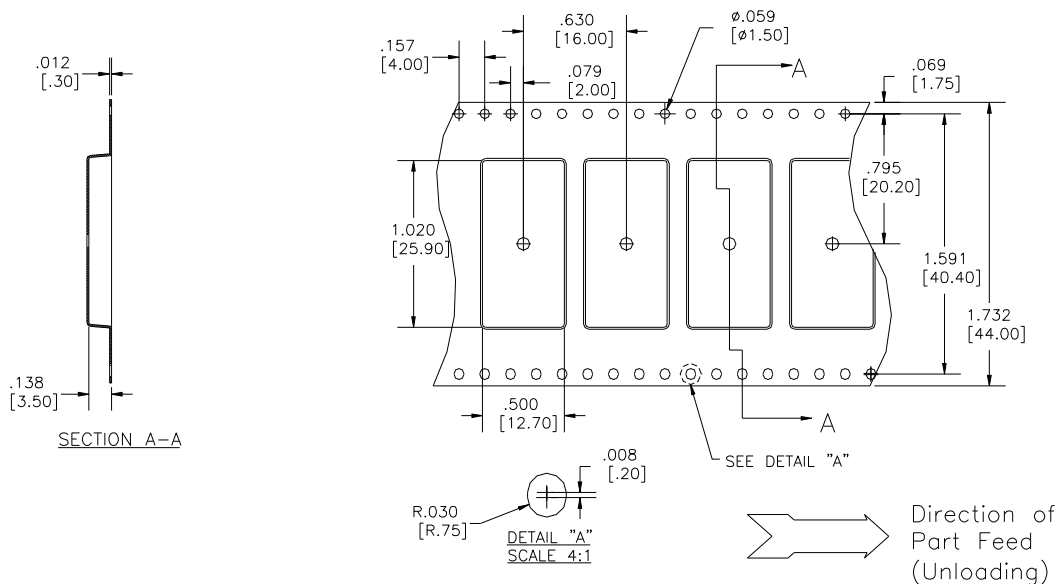 .012
[.30]
.138
[3.50]
SECTION A-A
.630
[16.00]
ø.059
[ø1.50]
.157
[4.00]
.079
[2.00]
A
.069
[1.75]
.795
[20.20]
1.020
[25.90]
1.591
[40.40]
1.732
[44.00]
.500
[12.70]
A
SEE DETAIL "A"
.008
[.20]
R.030
[R.75]
DETAIL "A"
SCALE 4:1
Direction of
Part Feed
(Unloading)